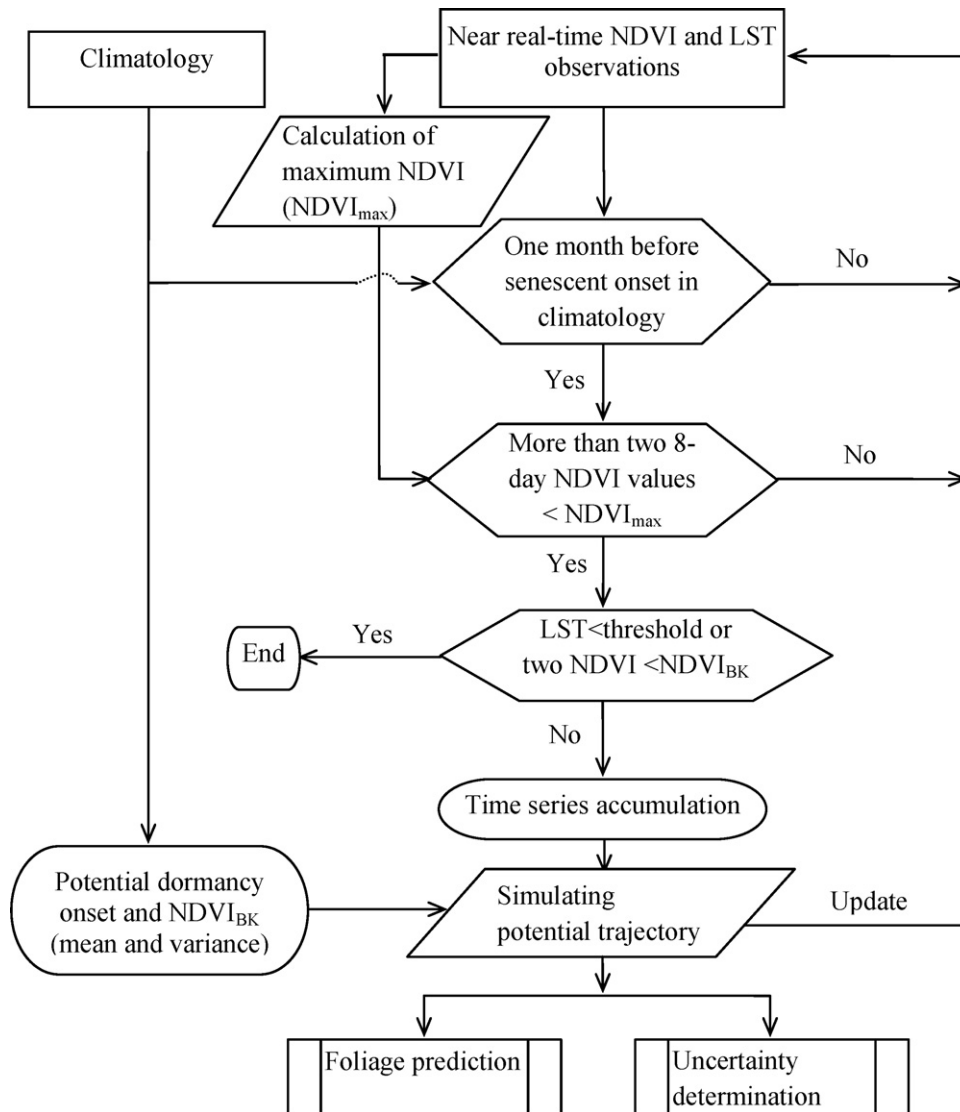 Near real-time NDVI and LST
observations
Climatology
Calculation of
maximum NDVI
(NDVImax)
One month before
senescent onset in
climatology
No
Yes
More than two 8-
day NDVI values
< NDVImax
No
Yes
LST<threshold or
two NDVI <NDVIBK
Yes
End
No
Time series accumulation
Potential dormancy
onset and NDVIBK
(mean and variance)
Simulating
potential trajectory
Update
Foliage prediction
Uncertainty
determination